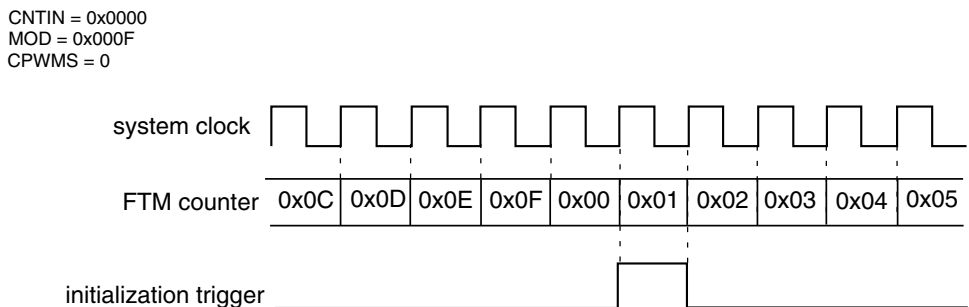 CNTIN = 0x0000
MOD = 0x000F
CPWMS = 0
system clock
FTM counter 0x0C 0x0D 0x0E 0x0F 0x00 0x01 0x02 0x03 0x04 0x05
initialization trigger